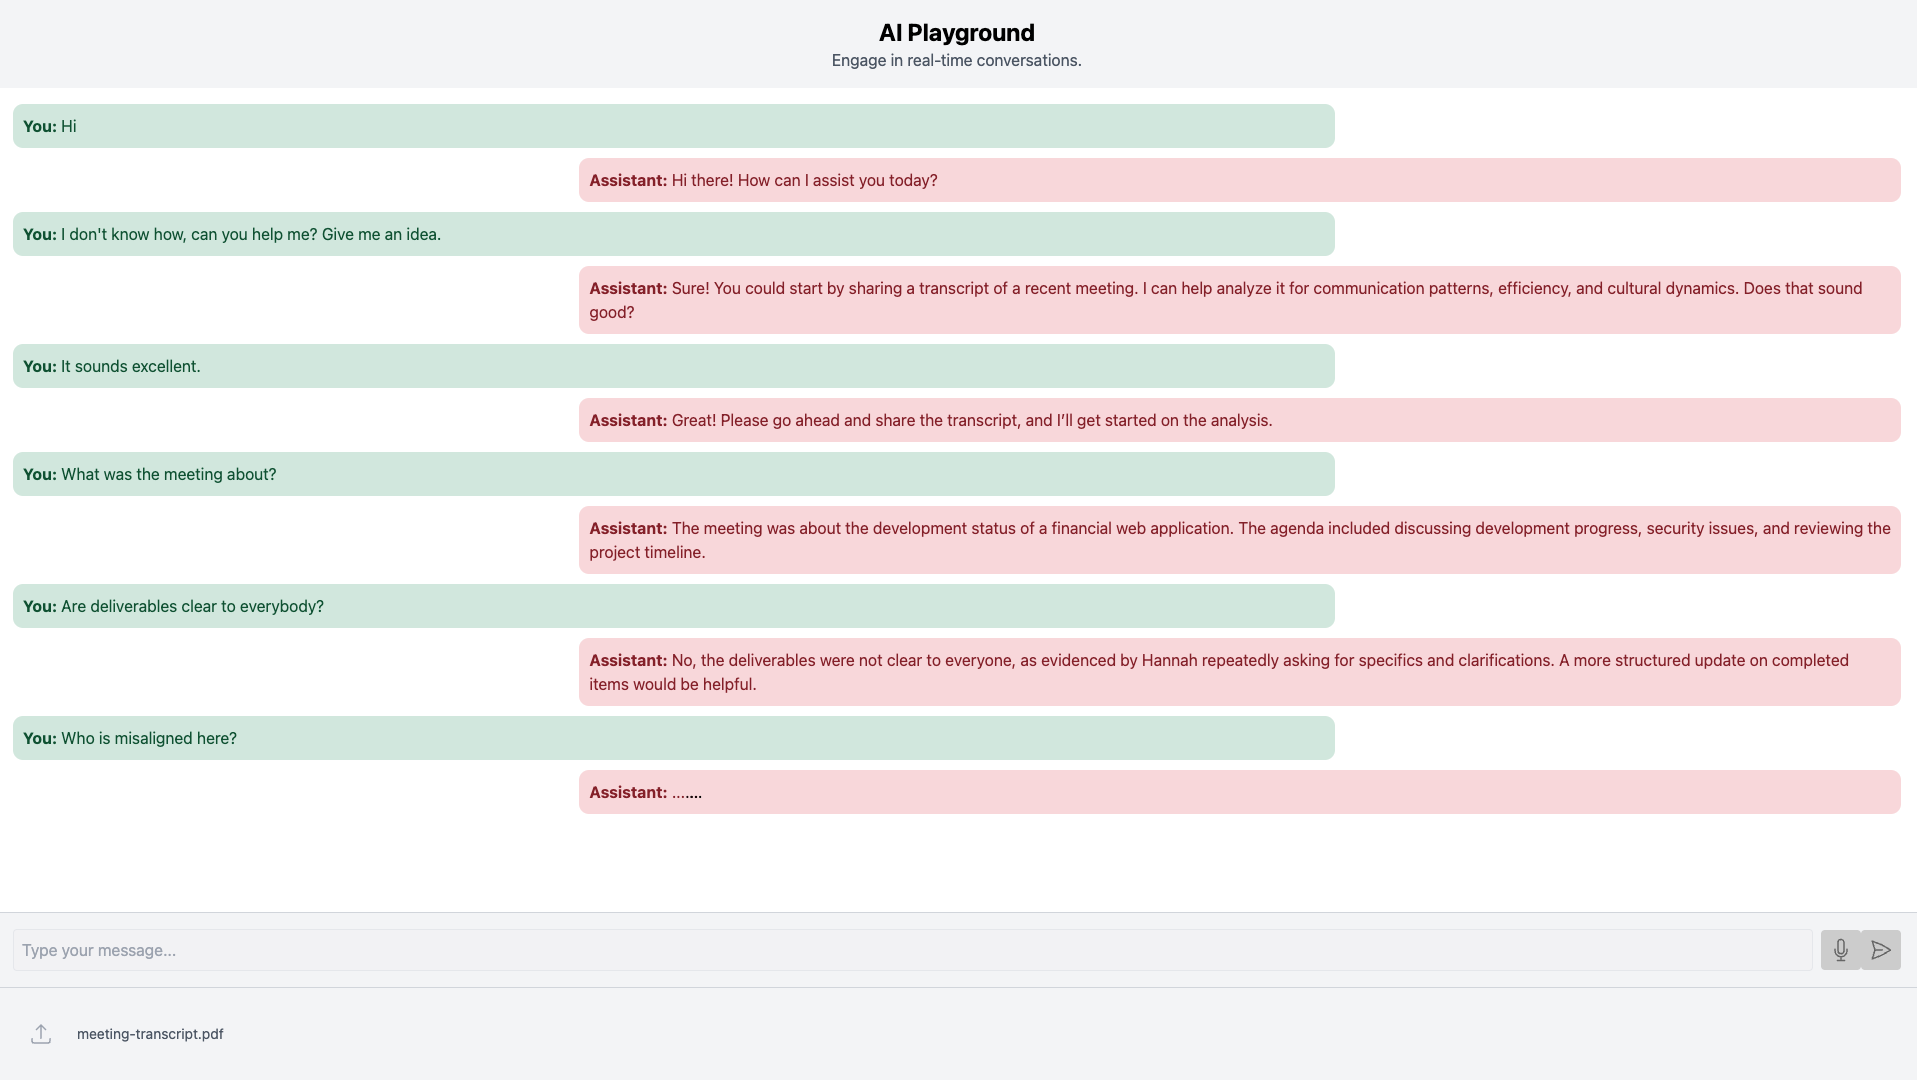 AI Playground
Engage in real-time conversations.
You: Hi
Assistant: Hi there! How can I assist you today?
You: I don't know how, can you help me? Give me an idea.
Assistant: Sure! You could start by sharing a transcript of a recent meeting. I can help analyze it for communication patterns, efficiency, and cultural dynamics. Does that sound
good?
You: It sounds excellent.
Assistant: Great! Please go ahead and share the transcript, and I’ll get started on the analysis.
You: What was the meeting about?
Assistant: The meeting was about the development status of a financial web application. The agenda included discussing development progress, security issues, and reviewing the
project timeline.
You: Are deliverables clear to everybody?
Assistant: No, the deliverables were not clear to everyone, as evidenced by Hannah repeatedly asking for specifics and clarifications. A more structured update on completed
items would be helpful.
You: Who is misaligned here?
Assistant: .......
Type your message...
meeting-transcript.pdf